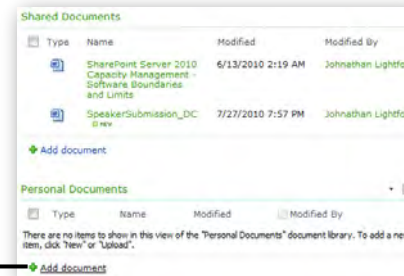 Shared Documents
Type Name Modified Modified By
SharePoint Server 2010 6/13/2010 2:19 AM Johnathan Lightfo
Capacity Management -
Software Boundaries
and Limits
SpeakerSubmission_DC 7/27/2010 7:57 PM Johnathan Lightfo
NEW
Add document
Personal Documents
Type Name Modified Modified By
There are no items to show in this view of the "Personal Documents" document library. To add a new
item, click "New" or "Upload".
Add document